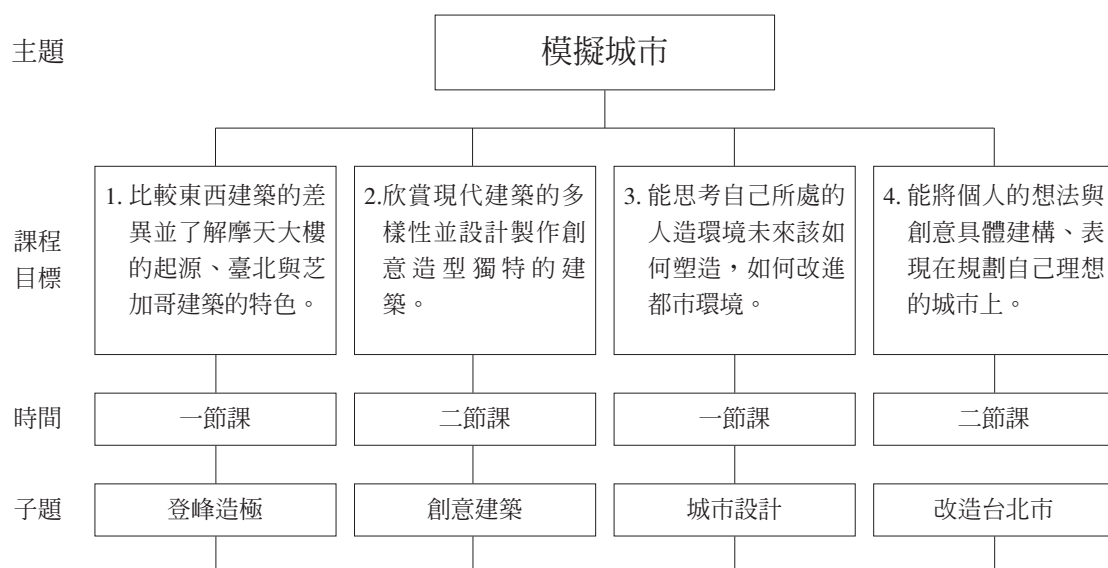 主題
模擬城市
課程
目標
1. 比較東西建築的差
異並了解摩天大樓
的起源、臺北與芝
加哥建築的特色。
2.欣賞現代建築的多
樣性並設計製作創
意造型獨特的建
築。
3. 能思考自己所處的
人造環境未來該如
何塑造，如何改進
都市環境。
4. 能將個人的想法與
創意具體建構、表
現在規劃自己理想
的城市上。
時間
一節課
二節課
一節課
二節課
子題
登峰造極
創意建築
城市設計
改造台北市